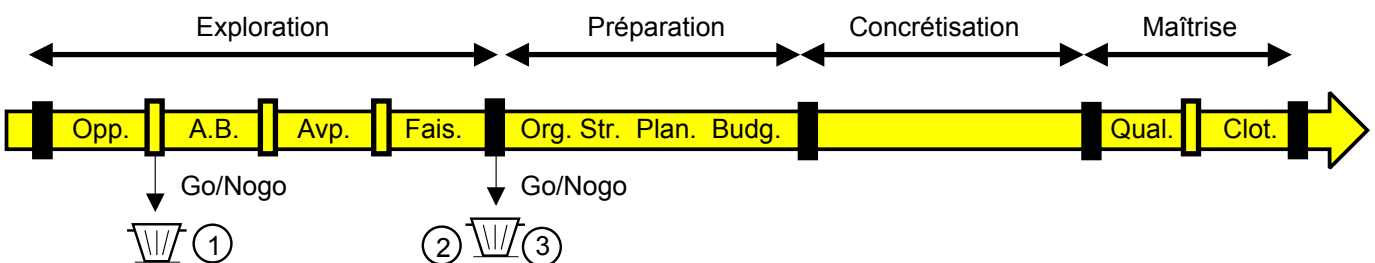 Exploration Préparation Concrétisation Maîtrise
Opp. A.B. Avp. Fais. Org. Str. Plan. Budg. Qual. Clot.
Go/Nogo Go/Nogo
1 2 3